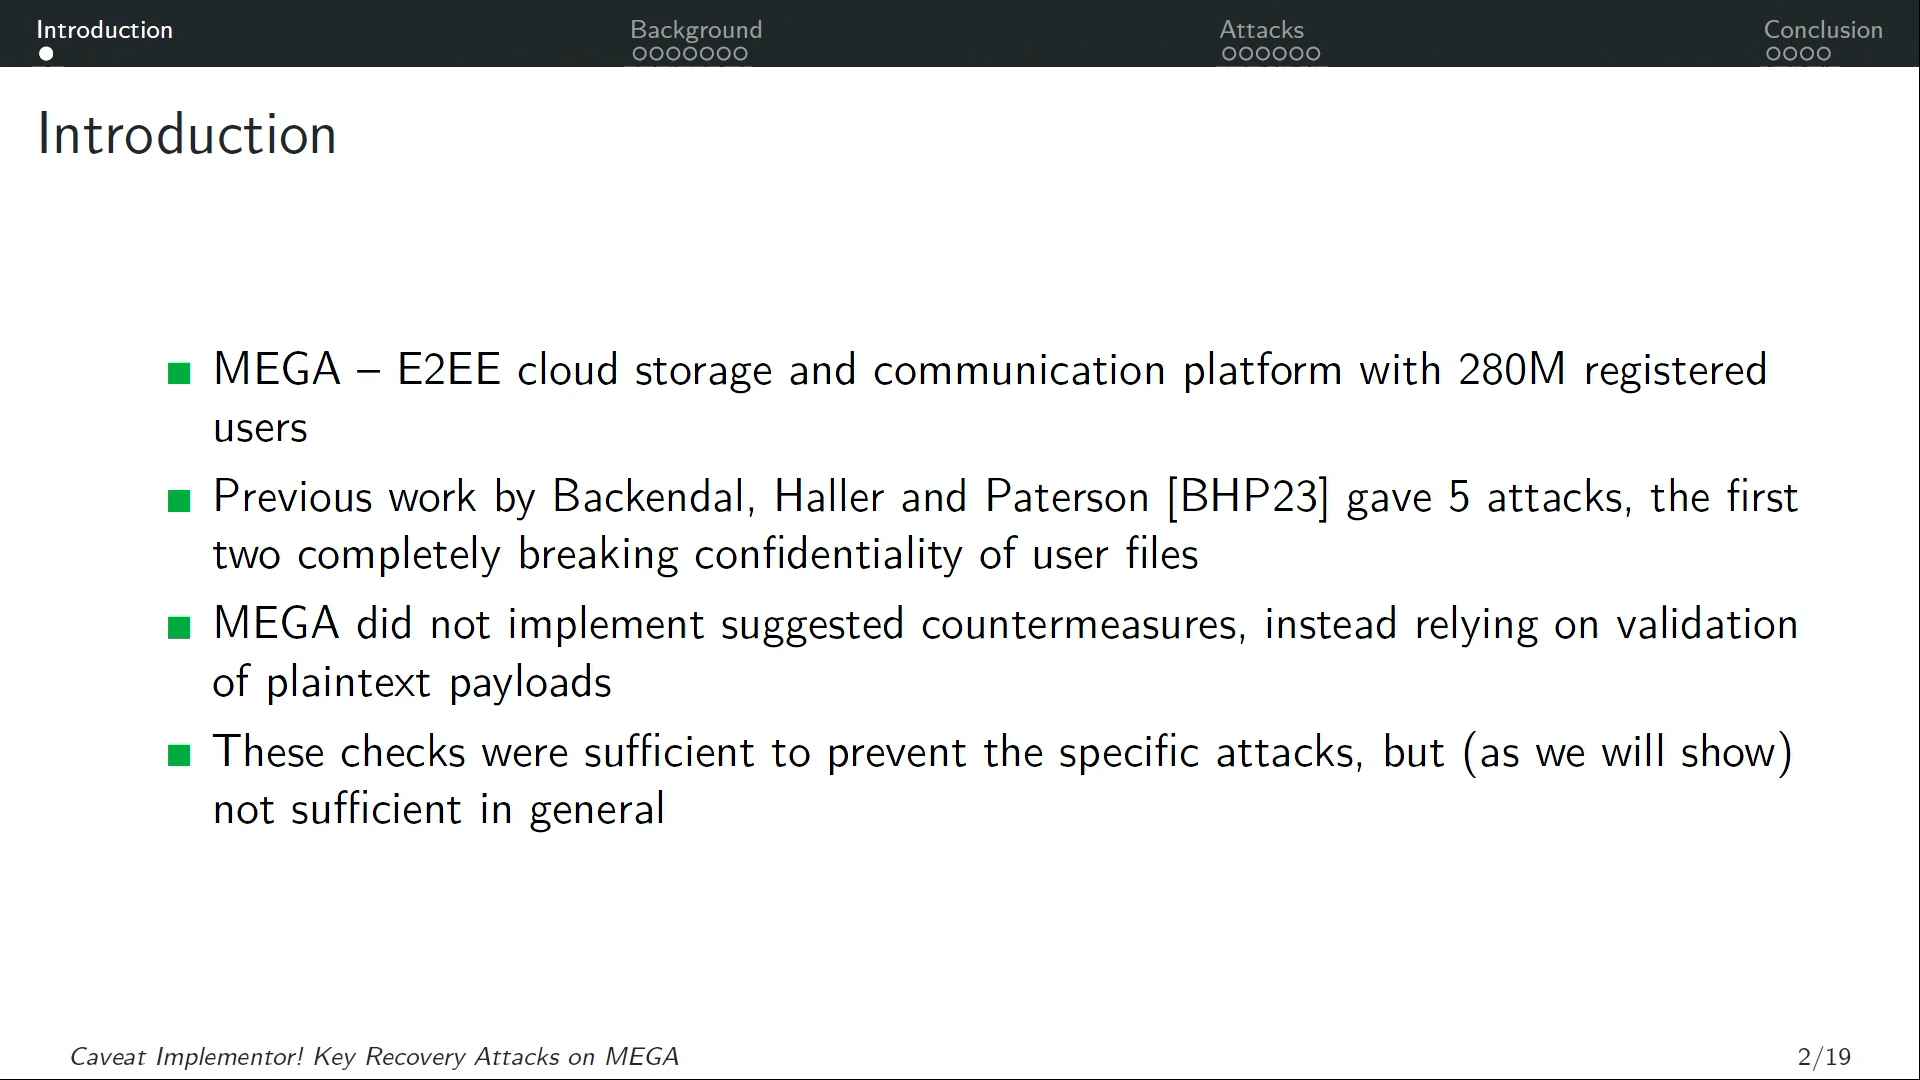 Introduction Background Attacks Conclusion
Introduction
MEGA – E2EE cloud storage and communication platform with 280M registered
users
Previous work by Backendal, Haller and Paterson [BHP23] gave 5 attacks, the first
two completely breaking confidentiality of user files
MEGA did not implement suggested countermeasures, instead relying on validation
of plaintext payloads
These checks were sufficient to prevent the specific attacks, but (as we will show)
not sufficient in general
Caveat Implementor! Key Recovery Attacks on MEGA 2/19